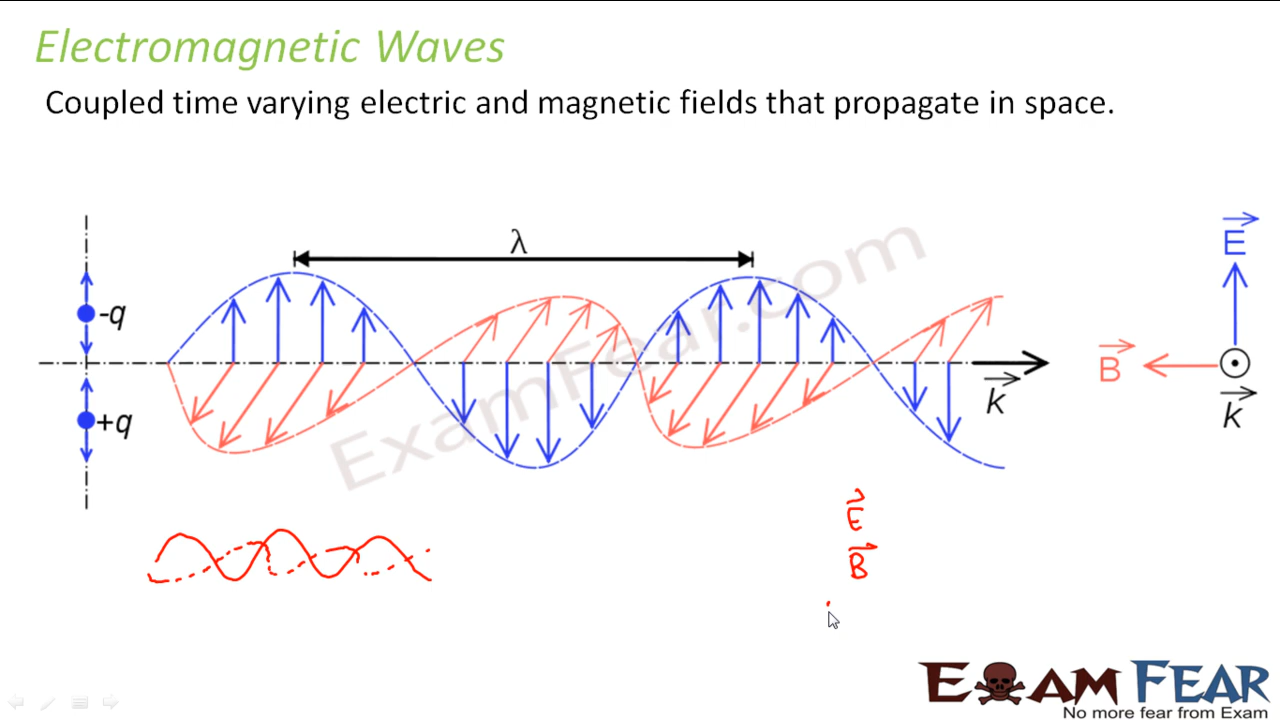 Electromagnetic Waves
Coupled time varying electric and magnetic fields that propagate in space.
λ
-q
+q
k
E
B
k
ExamFear.com
E
B
EXAM FEAR
No more fear from Exam